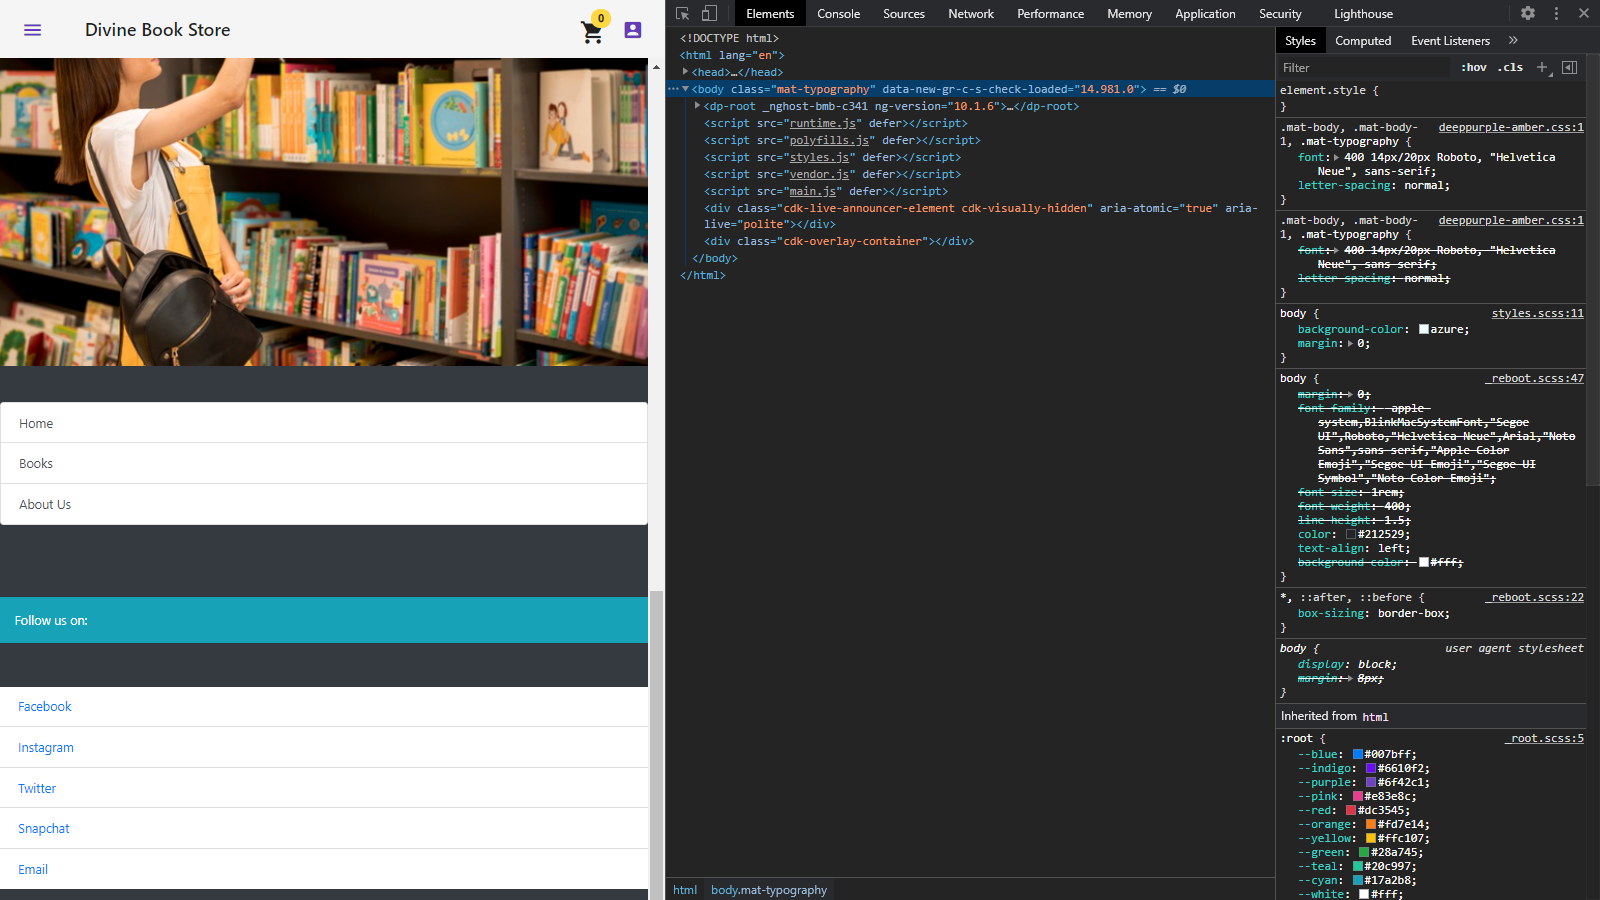 Divine Book Store
0
Home
Books
About Us
Follow us on:
Facebook
Instagram
Twitter
Snapchat
Email
Elements Console Sources Network Performance Memory Application Security Lighthouse
<!DOCTYPE html>
<html lang="en">
<head>…</head>
<body class="mat-typography" data-new-gr-c-s-check-loaded="14.981.0"> == $0
<dp-root _nghost-bmb-c341 ng-version="10.1.6">…</dp-root>
<script src="runtime.js" defer></script>
<script src="polyfills.js" defer></script>
<script src="styles.js" defer></script>
<script src="vendor.js" defer></script>
<script src="main.js" defer></script>
<div class="cdk-live-announcer-element cdk-visually-hidden" aria-atomic="true" aria-
live="polite"></div>
<div class="cdk-overlay-container"></div>
</body>
</html>
html body.mat-typography
Styles Computed Event Listeners »
Filter :hov .cls
element.style {
}
.mat-body, .mat-body- deeppurple-amber.css:1
1, .mat-typography {
font: 400 14px/20px Roboto, "Helvetica
Neue", sans-serif;
letter-spacing: normal;
}
.mat-body, .mat-body- deeppurple-amber.css:1
1, .mat-typography {
font: 400 14px/20px Roboto, "Helvetica
Neue", sans-serif;
letter-spacing: normal;
}
body { styles.scss:11
background-color: azure;
margin: 0;
}
body { _reboot.scss:47
margin: 0;
font-family: -apple-
system,BlinkMacSystemFont,"Segoe
UI",Roboto,"Helvetica Neue",Arial,"Noto
Sans",sans-serif,"Apple Color
Emoji","Segoe UI Emoji","Segoe UI
Symbol","Noto Color Emoji";
font-size: 1rem;
font-weight: 400;
line-height: 1.5;
color: #212529;
text-align: left;
background-color: #fff;
}
*, ::after, ::before { _reboot.scss:22
box-sizing: border-box;
}
body { user agent stylesheet
display: block;
margin: 8px;
}
Inherited from html
:root { _root.scss:5
--blue: #007bff;
--indigo: #6610f2;
--purple: #6f42c1;
--pink: #e83e8c;
--red: #dc3545;
--orange: #fd7e14;
--yellow: #ffc107;
--green: #28a745;
--teal: #20c997;
--cyan: #17a2b8;
--white: #fff;